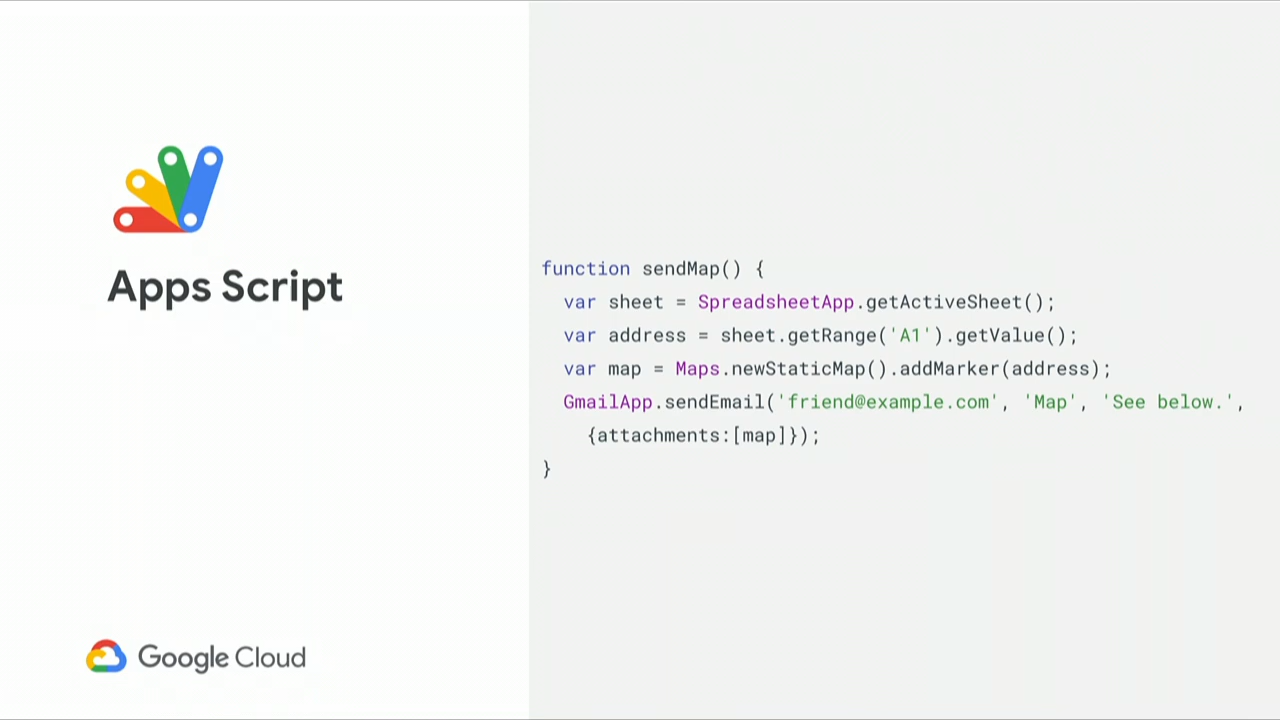 Apps Script
function sendMap() {
var sheet = SpreadsheetApp.getActiveSheet();
var address = sheet.getRange('A1').getValue();
var map = Maps.newStaticMap().addMarker(address);
GmailApp.sendEmail('friend@example.com', 'Map', 'See below.',
{attachments:[map]});
}
Google Cloud